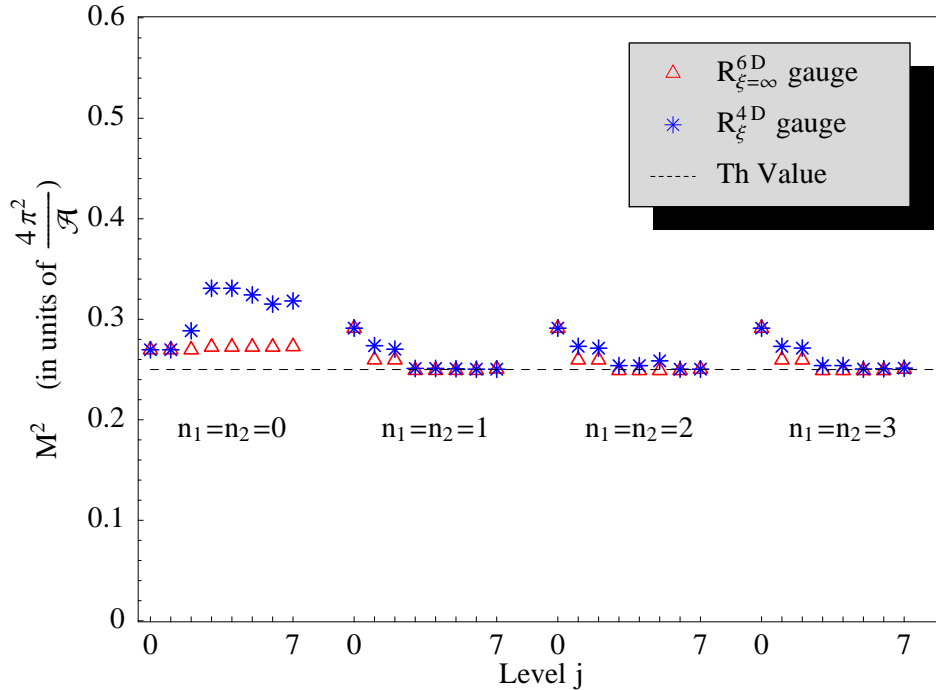 0.6
0.5
0.4
0.3
0.2
0.1
0
M² (in units of 4π²/𝒜)
R_{ξ=∞}^{6D} gauge
R_ξ^{4D} gauge
Th Value
n₁=n₂=0 n₁=n₂=1 n₁=n₂=2 n₁=n₂=3
0 7 0 7 0 7 0 7
Level j